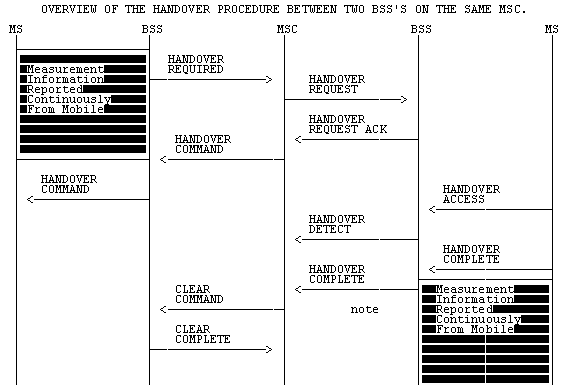 OVERVIEW OF THE HANDOVER PROCEDURE BETWEEN TWO BSS'S ON THE SAME MSC.
MS BSS MSC BSS MS
Measurement
Information
Reported
Continuously
From Mobile
HANDOVER
REQUIRED
HANDOVER
REQUEST
HANDOVER
REQUEST ACK
HANDOVER
COMMAND
HANDOVER
COMMAND
HANDOVER
ACCESS
HANDOVER
DETECT
HANDOVER
COMPLETE
HANDOVER
COMPLETE
CLEAR
COMMAND
note
CLEAR
COMPLETE
Measurement
Information
Reported
Continuously
From Mobile